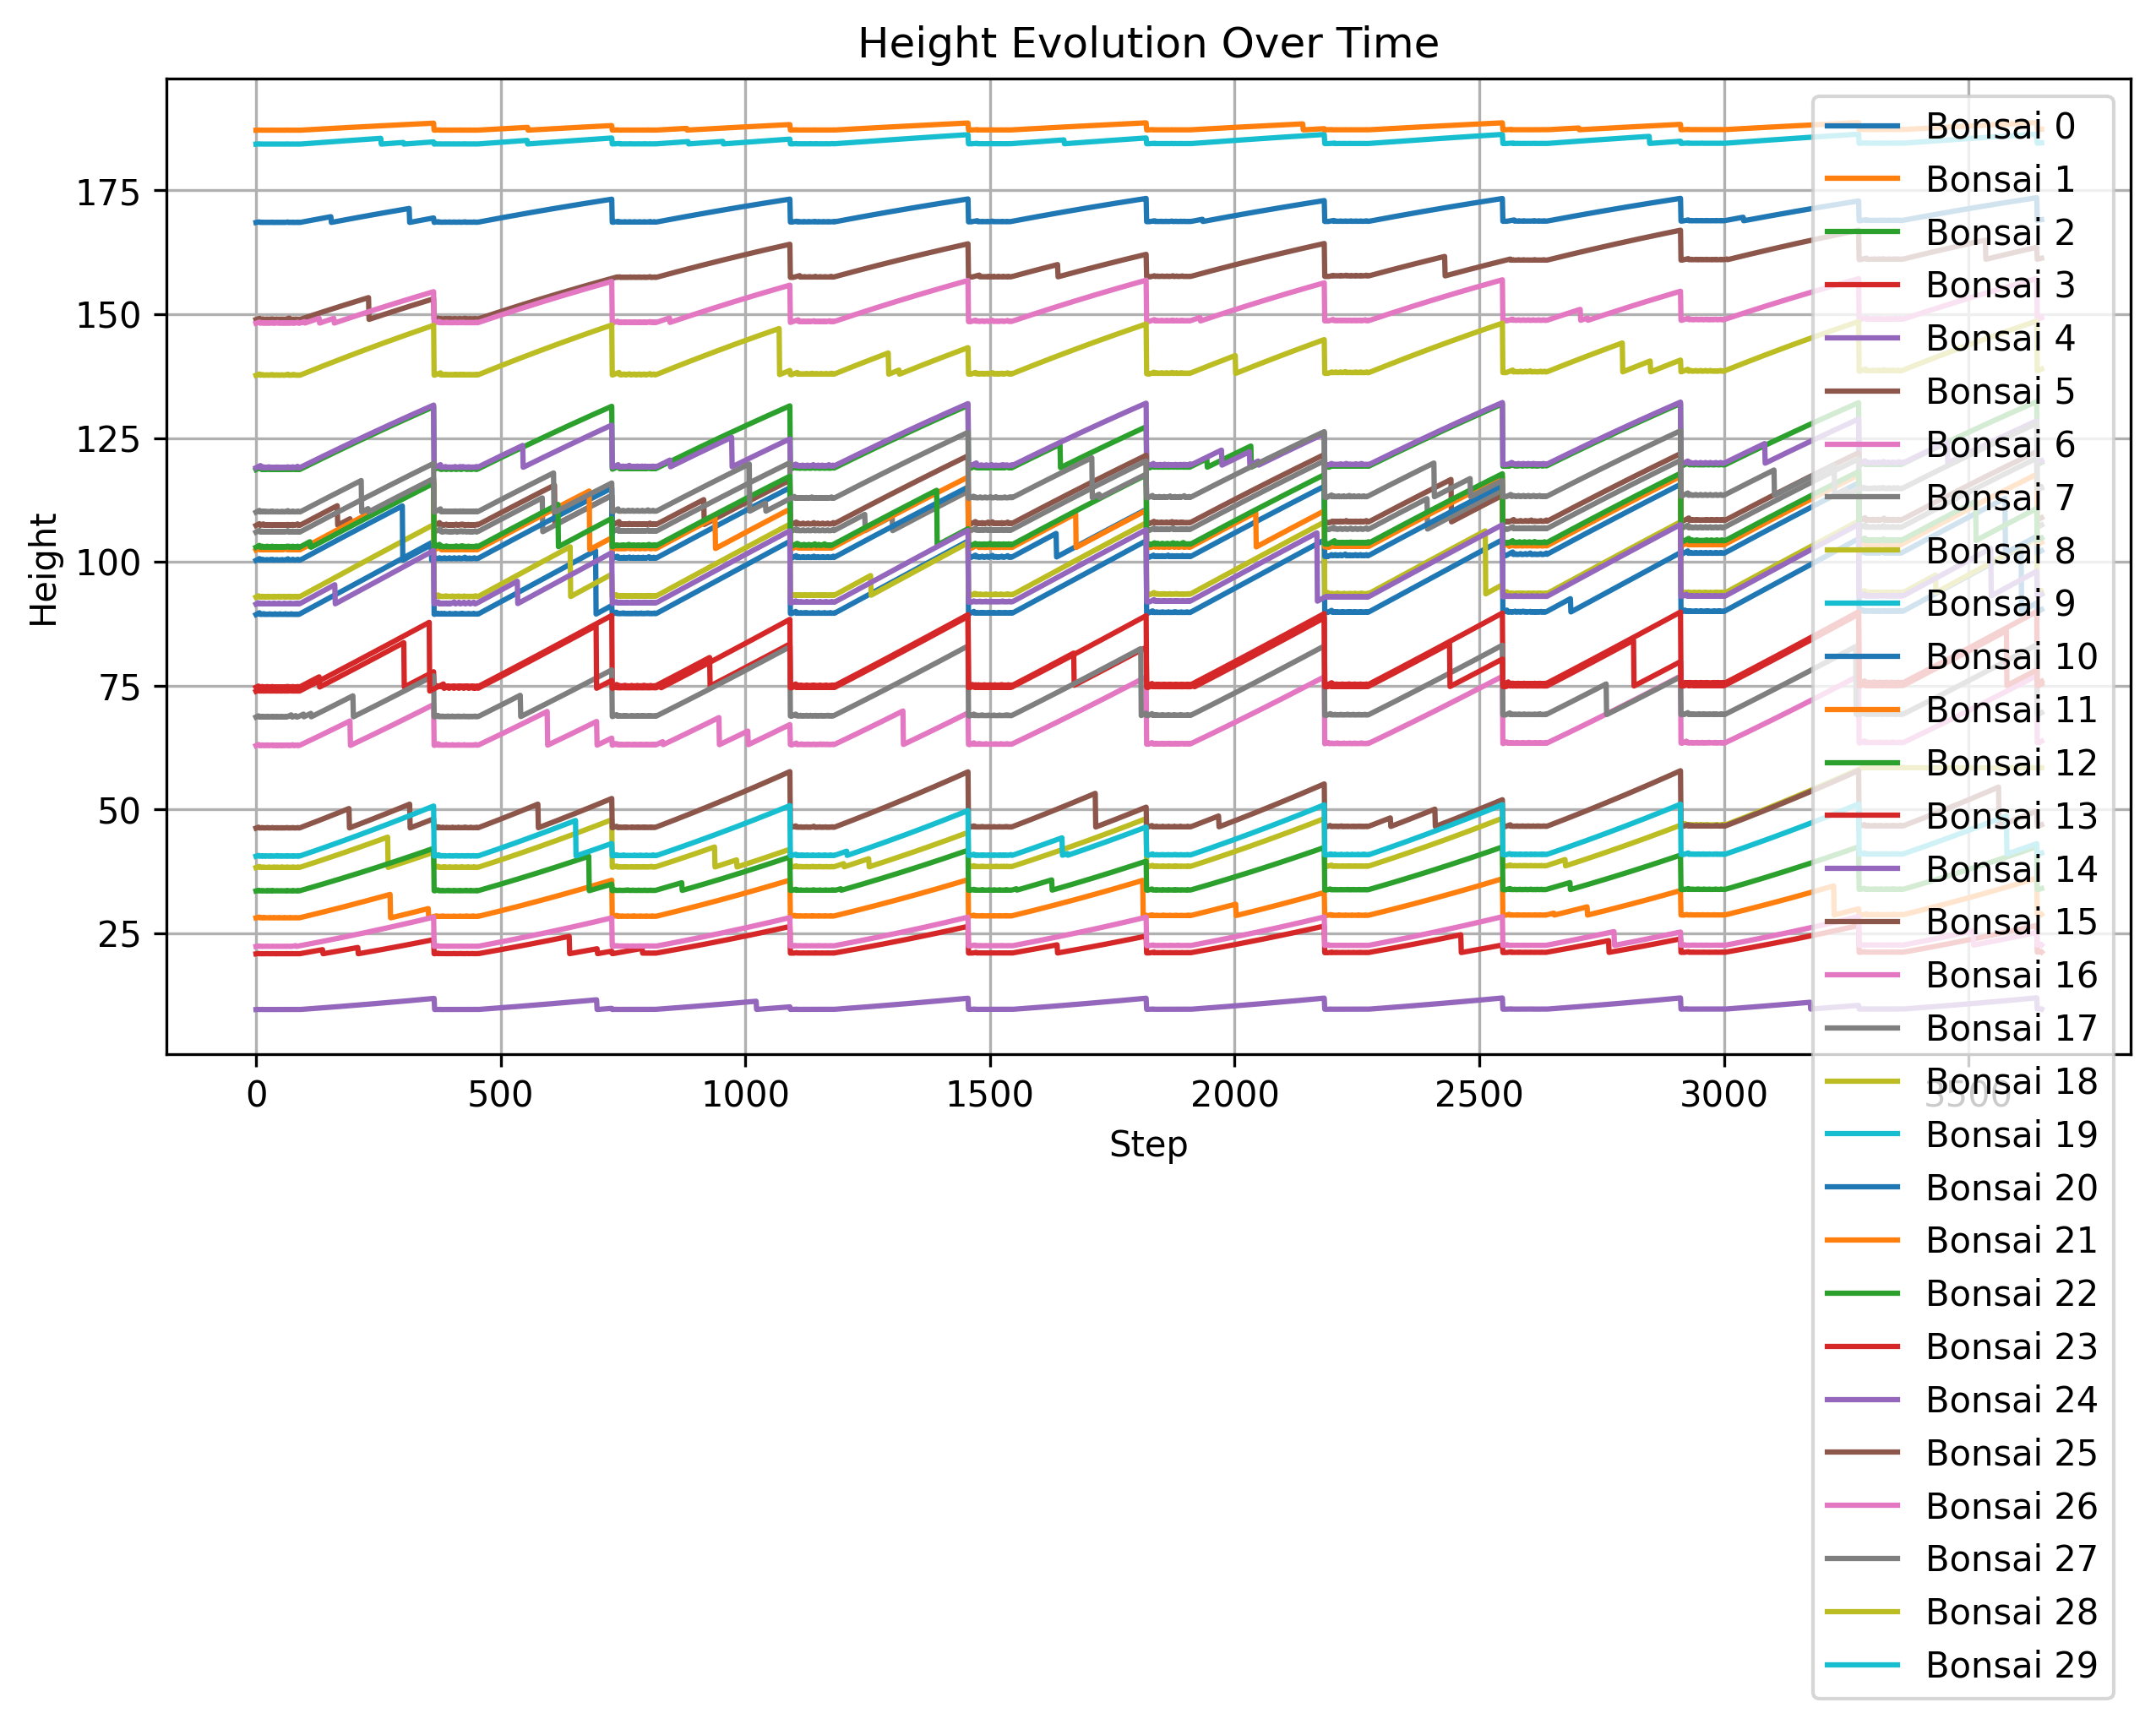 Height Evolution Over Time
Height
175
150
125
100
75
50
25
0
500
1000
1500
2000
2500
3000
3500
Step
Bonsai 0
Bonsai 1
Bonsai 2
Bonsai 3
Bonsai 4
Bonsai 5
Bonsai 6
Bonsai 7
Bonsai 8
Bonsai 9
Bonsai 10
Bonsai 11
Bonsai 12
Bonsai 13
Bonsai 14
Bonsai 15
Bonsai 16
Bonsai 17
Bonsai 18
Bonsai 19
Bonsai 20
Bonsai 21
Bonsai 22
Bonsai 23
Bonsai 24
Bonsai 25
Bonsai 26
Bonsai 27
Bonsai 28
Bonsai 29